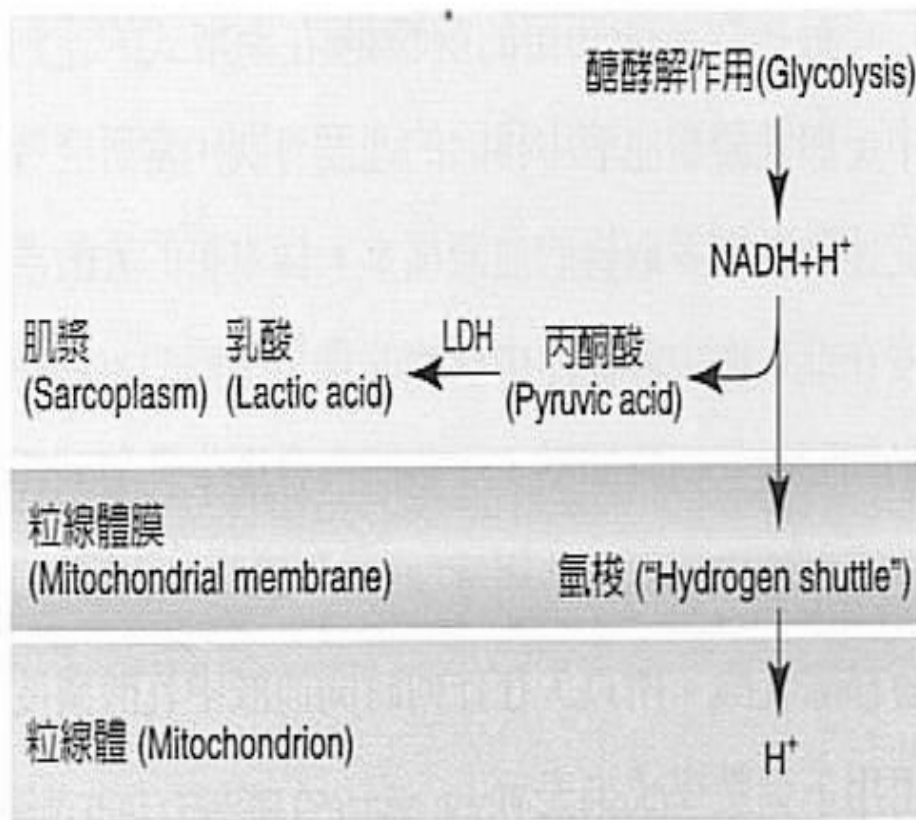 醣酵解作用(Glycolysis)
NADH+H⁺
肌漿
(Sarcoplasm)
乳酸
(Lactic acid)
LDH
丙酮酸
(Pyruvic acid)
粒線體膜
(Mitochondrial membrane)
氫梭 (“Hydrogen shuttle”)
粒線體 (Mitochondrion)
H⁺